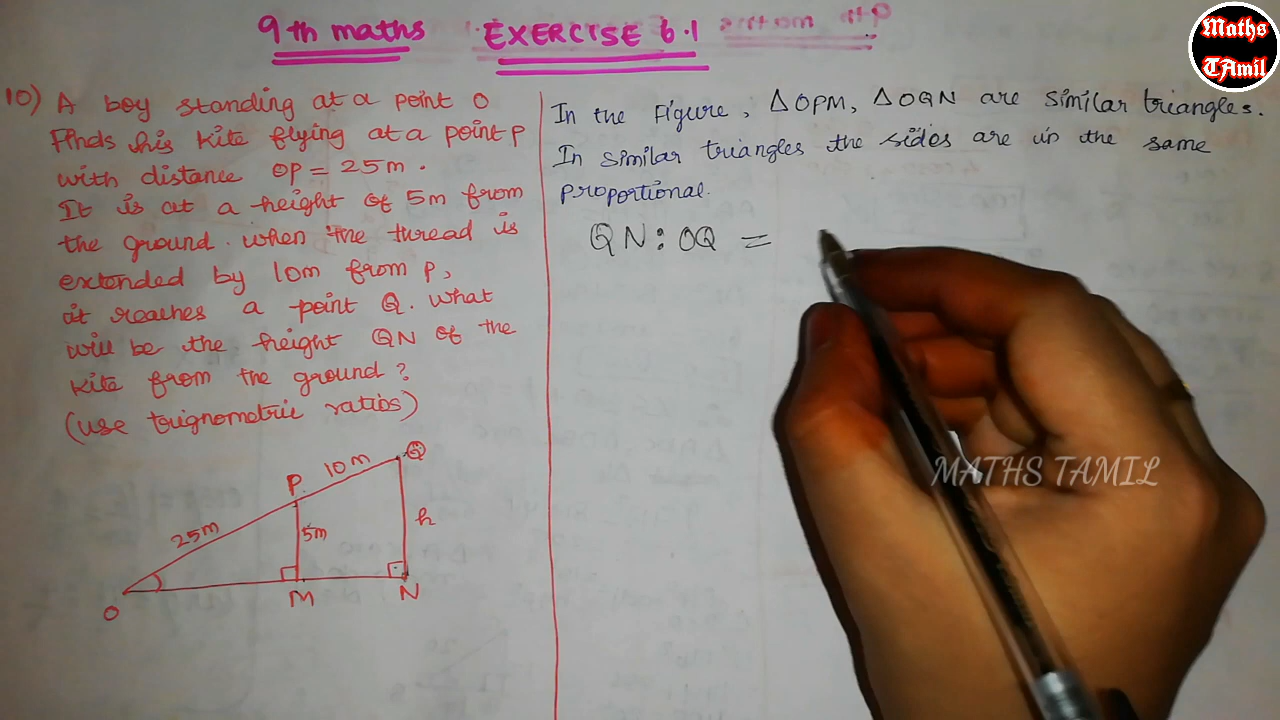 9th maths EXERCISE 6.1
Maths
TAmil
10) A boy standing at a point O
Finds his kite flying at a point P
with distance OP = 25m.
It is at a height of 5m from
the ground. when the thread is
extended by 10m from P,
it reaches a point Q. what
will be the height QN of the
kite from the ground?
(use trignometric ratios)
In the Figure, ΔOPM, ΔOQN are similar triangles.
In similar triangles the sides are in the same
proportional.
QN : OQ =
MATHS TAMIL
Q
10m
P
25m
5m
h
O
M
N